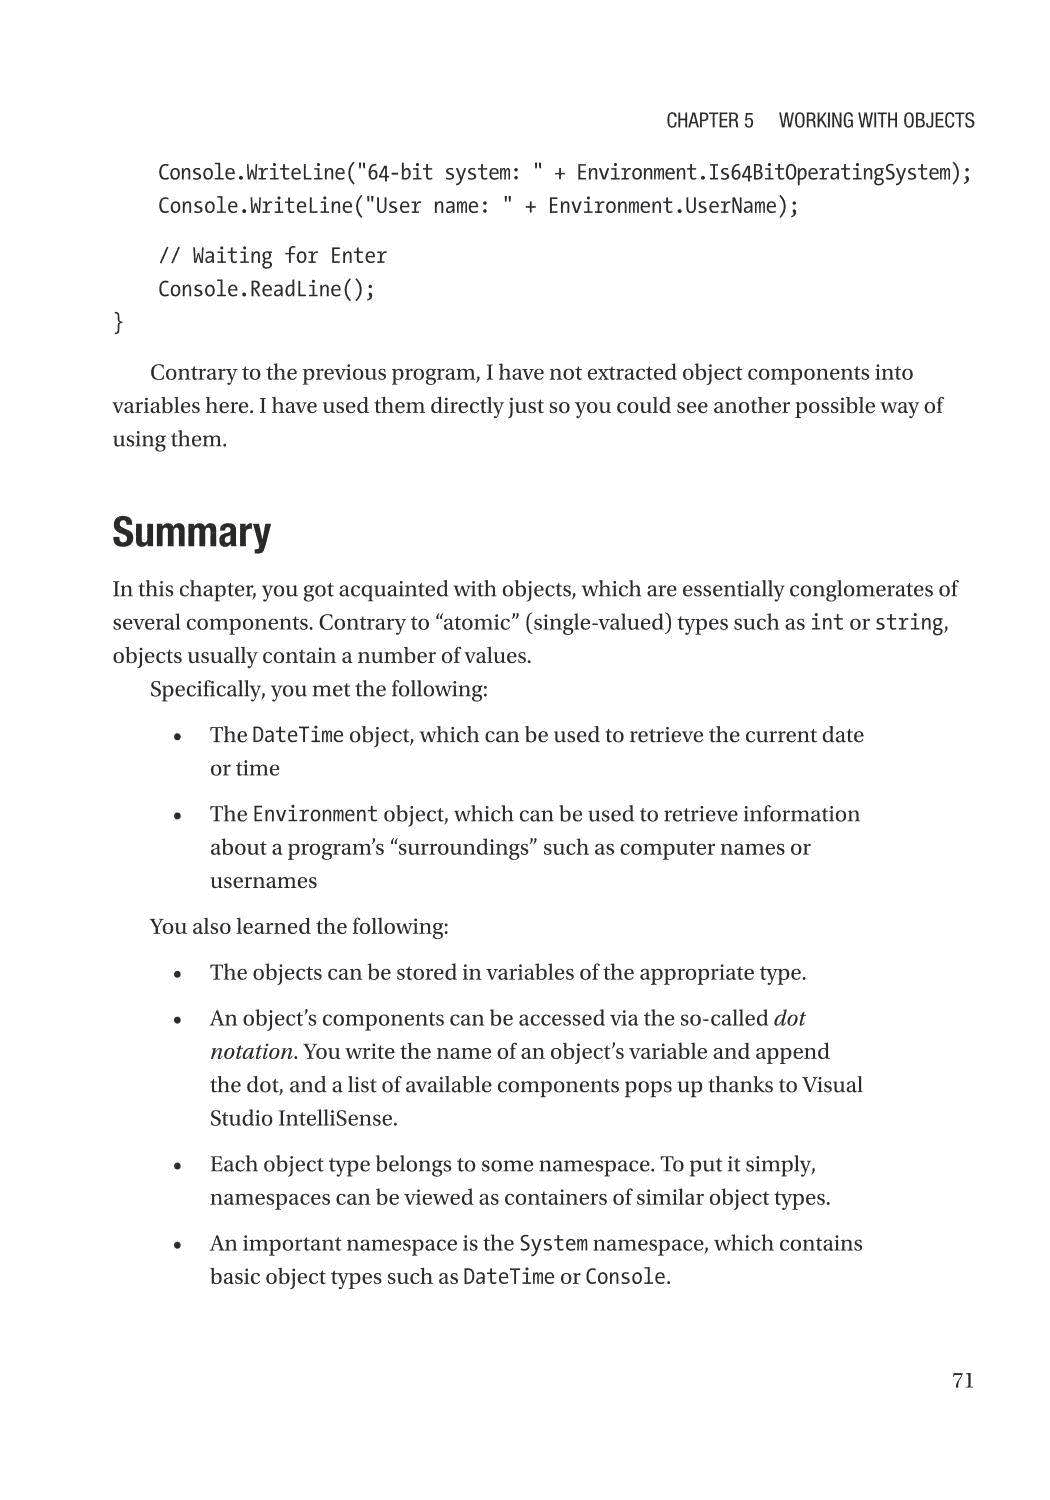 CHAPTER 5 WORKING WITH OBJECTS
Console.WriteLine("64-bit system: " + Environment.Is64BitOperatingSystem);
Console.WriteLine("User name: " + Environment.UserName);
// Waiting for Enter
Console.ReadLine();
}
Contrary to the previous program, I have not extracted object components into
variables here. I have used them directly just so you could see another possible way of
using them.
Summary
In this chapter, you got acquainted with objects, which are essentially conglomerates of
several components. Contrary to “atomic” (single-valued) types such as int or string,
objects usually contain a number of values.
Specifically, you met the following:
• The DateTime object, which can be used to retrieve the current date
or time
• The Environment object, which can be used to retrieve information
about a program’s “surroundings” such as computer names or
usernames
You also learned the following:
• The objects can be stored in variables of the appropriate type.
• An object’s components can be accessed via the so-called dot
notation. You write the name of an object’s variable and append
the dot, and a list of available components pops up thanks to Visual
Studio IntelliSense.
• Each object type belongs to some namespace. To put it simply,
namespaces can be viewed as containers of similar object types.
• An important namespace is the System namespace, which contains
basic object types such as DateTime or Console.
71